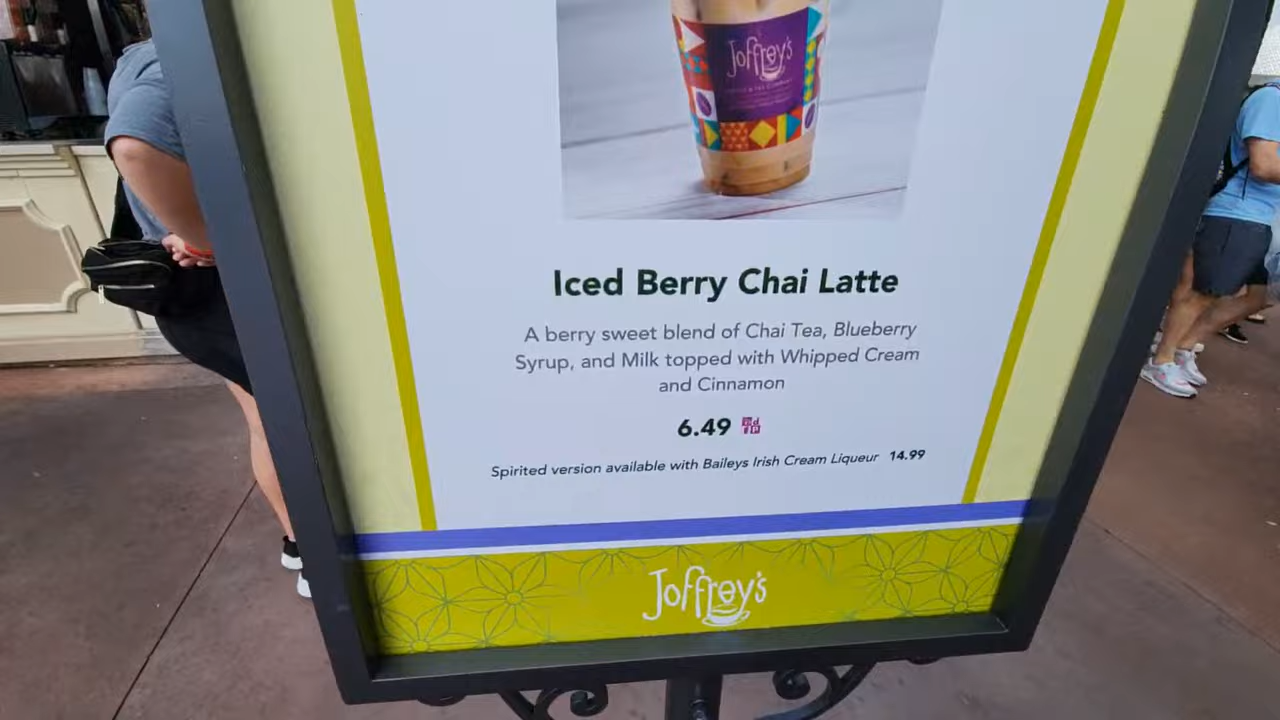 Joffrey's
Iced Berry Chai Latte
A berry sweet blend of Chai Tea, Blueberry
Syrup, and Milk topped with Whipped Cream
and Cinnamon
6.49
Spirited version available with Baileys Irish Cream Liqueur 14.99
Joffrey's